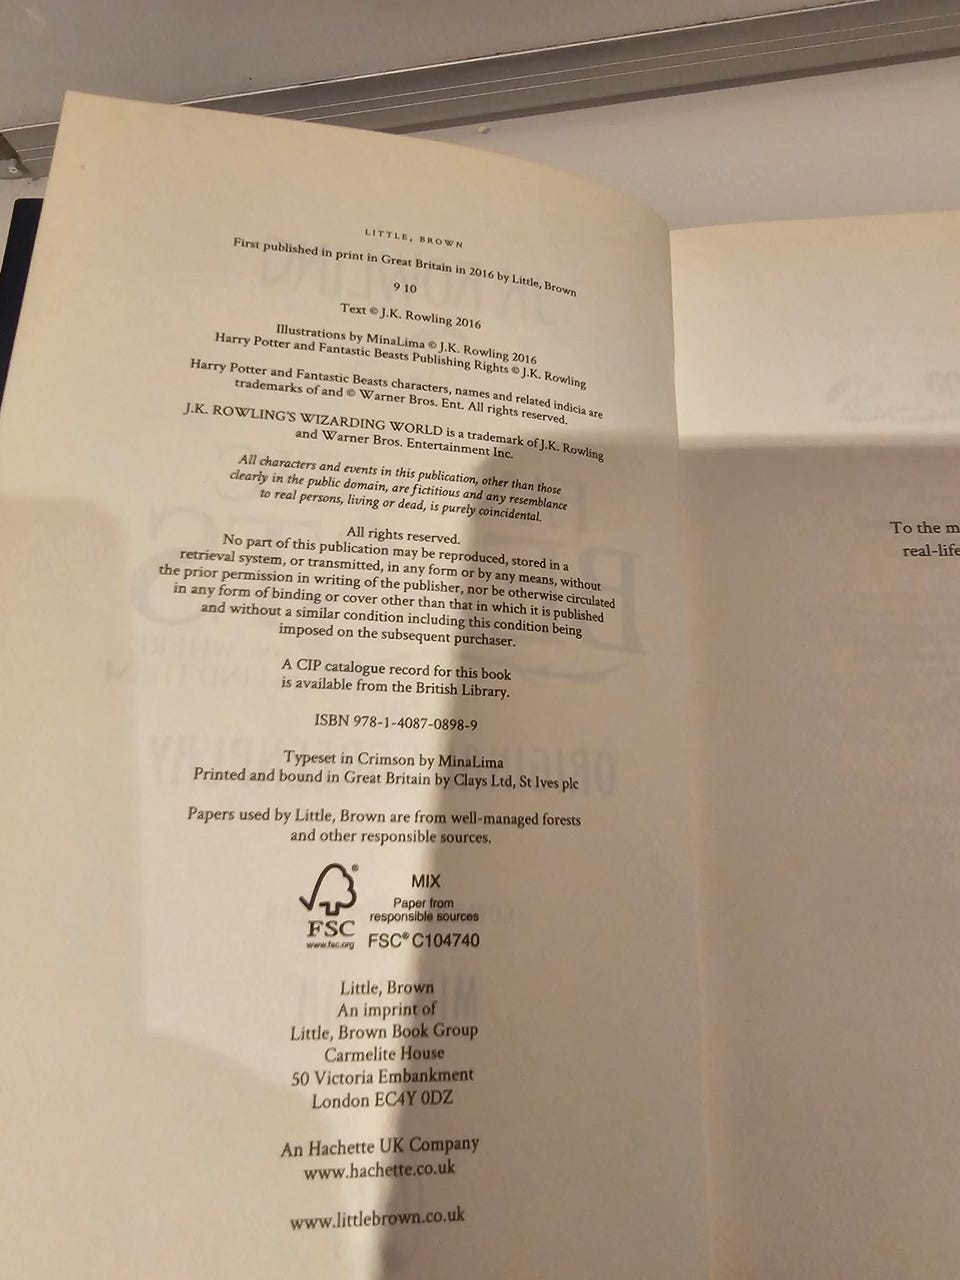 LITTLE, BROWN
First published in print in Great Britain in 2016 by Little, Brown
9 10
Text © J.K. Rowling 2016
Illustrations by MinaLima © J.K. Rowling 2016
Harry Potter and Fantastic Beasts Publishing Rights © J.K. Rowling
Harry Potter and Fantastic Beasts characters, names and related indicia are
trademarks of and © Warner Bros. Ent. All rights reserved.
J.K. ROWLING'S WIZARDING WORLD is a trademark of J.K. Rowling
and Warner Bros. Entertainment Inc.
All characters and events in this publication, other than those
clearly in the public domain, are fictitious and any resemblance
to real persons, living or dead, is purely coincidental.
All rights reserved.
No part of this publication may be reproduced, stored in a
retrieval system, or transmitted, in any form or by any means, without
the prior permission in writing of the publisher, nor be otherwise circulated
in any form of binding or cover other than that in which it is published
and without a similar condition including this condition being
imposed on the subsequent purchaser.
A CIP catalogue record for this book
is available from the British Library.
ISBN 978-1-4087-0898-9
Typeset in Crimson by MinaLima
Printed and bound in Great Britain by Clays Ltd, St Ives plc
Papers used by Little, Brown are from well-managed forests
and other responsible sources.
®
FSC
www.fsc.org
MIX
Paper from
responsible sources
FSC® C104740
Little, Brown
An imprint of
Little, Brown Book Group
Carmelite House
50 Victoria Embankment
London EC4Y 0DZ
An Hachette UK Company
www.hachette.co.uk
www.littlebrown.co.uk
To the m
real-life